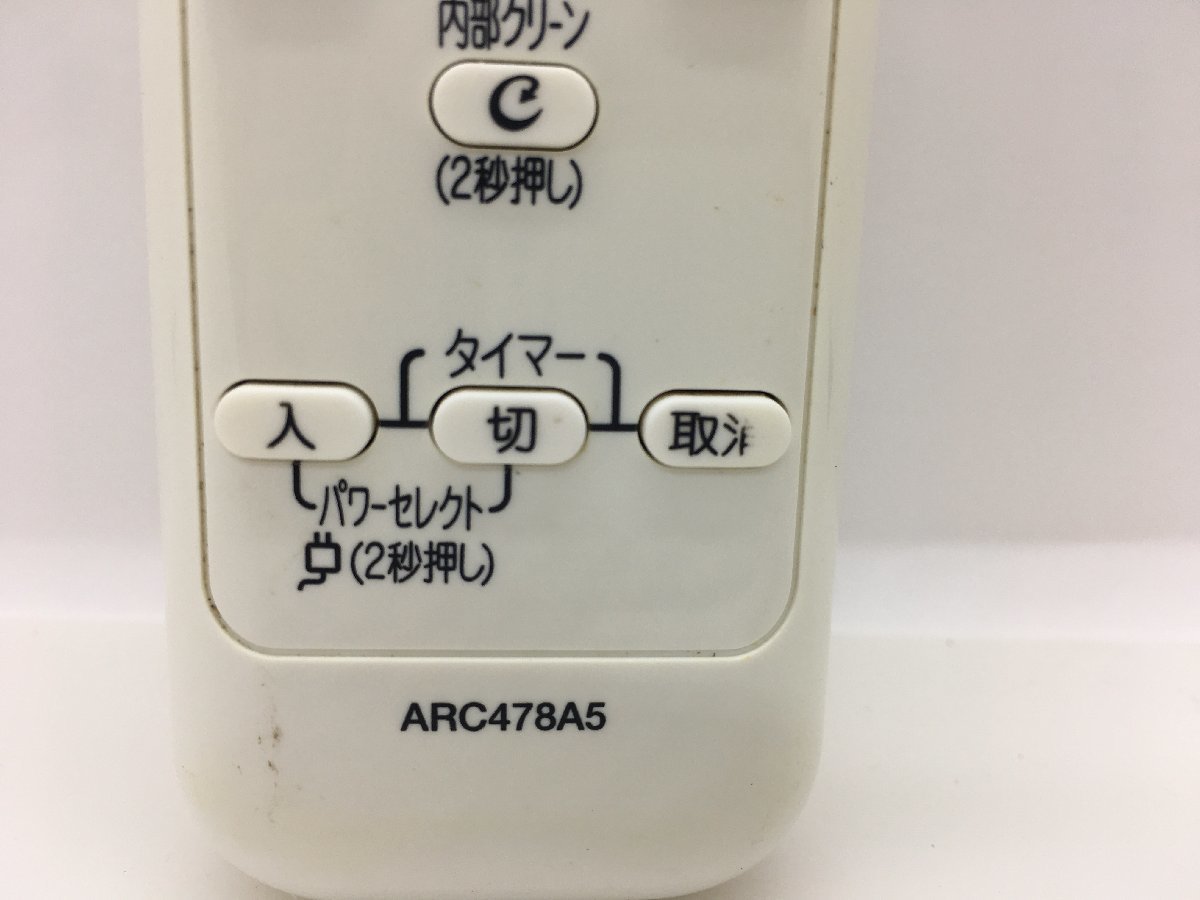 内部クリーン
(2秒押し)
タイマー
入 切 取消
パワーセレクト
(2秒押し)
ARC478A5